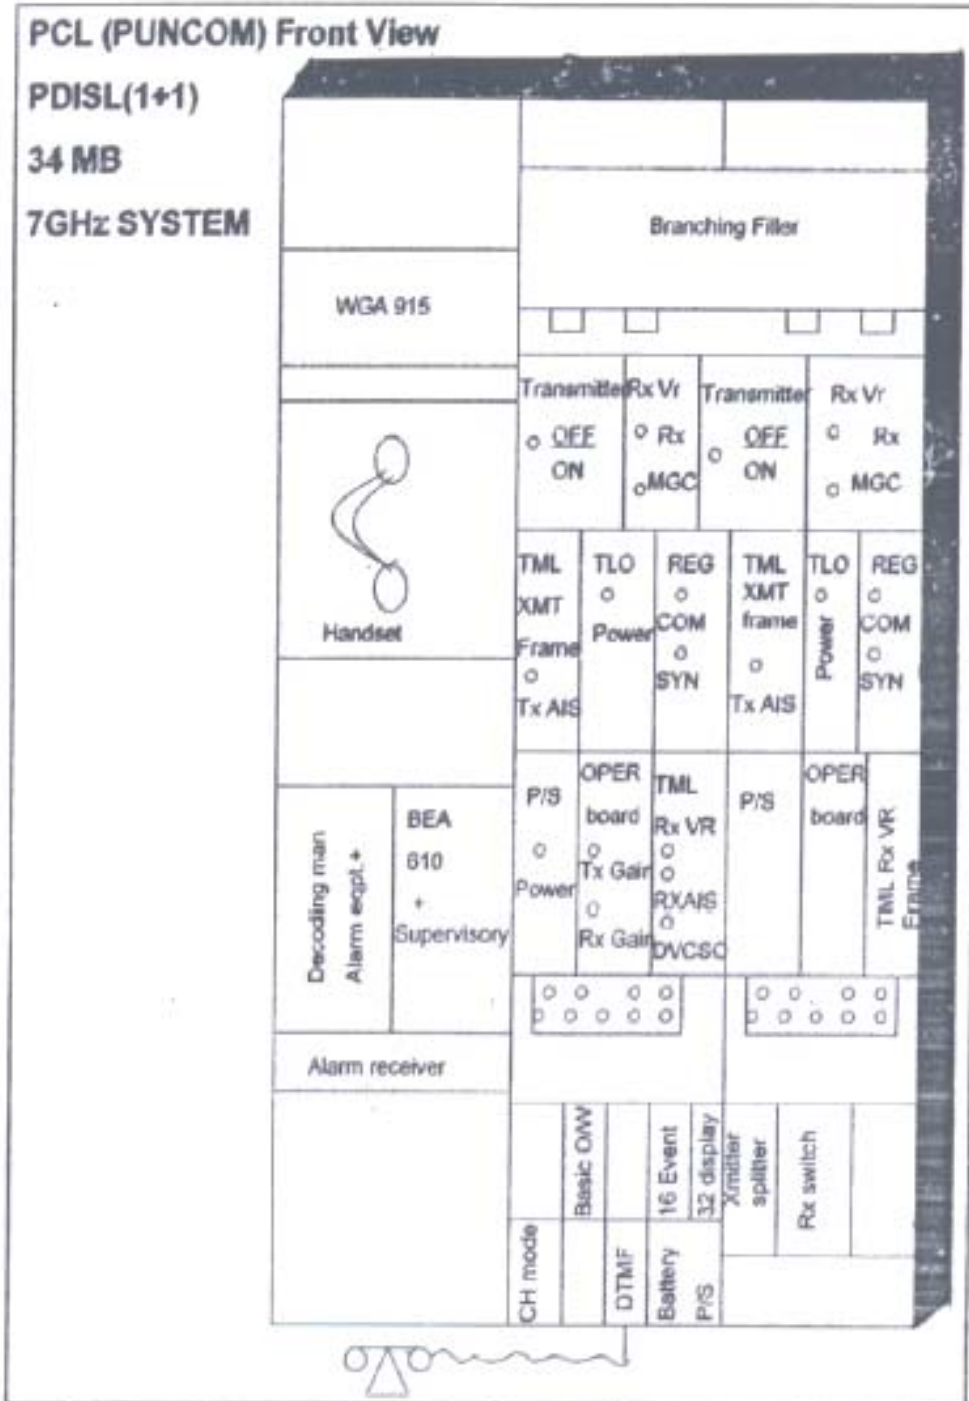 PCL (PUNCOM) Front View
PDISL(1+1)
34 MB
7GHz SYSTEM
Branching Filler
WGA 915
Transmitter
OFF
ON
Rx Vr
Rx
MGC
Transmitter
OFF
ON
Rx Vr
Rx
MGC
Handset
TML
XMT
Frame
Tx AIS
TLO
Power
REG
COM
SYN
TML
XMT
frame
Tx AIS
TLO
Power
REG
COM
SYN
Decoding man
Alarm eqpt.+
BEA
610
+
Supervisory
P/S
Power
OPER
board
Tx Gair
Rx Gair
TML
Rx VR
RXAIS
DVCSC
P/S
OPER
board
TIML Rx VR
Frame
Alarm receiver
Basic O/W
16 Event
32 display
Xmitter
splitter
Rx switch
CH mode
DTMF
Battery
P/S